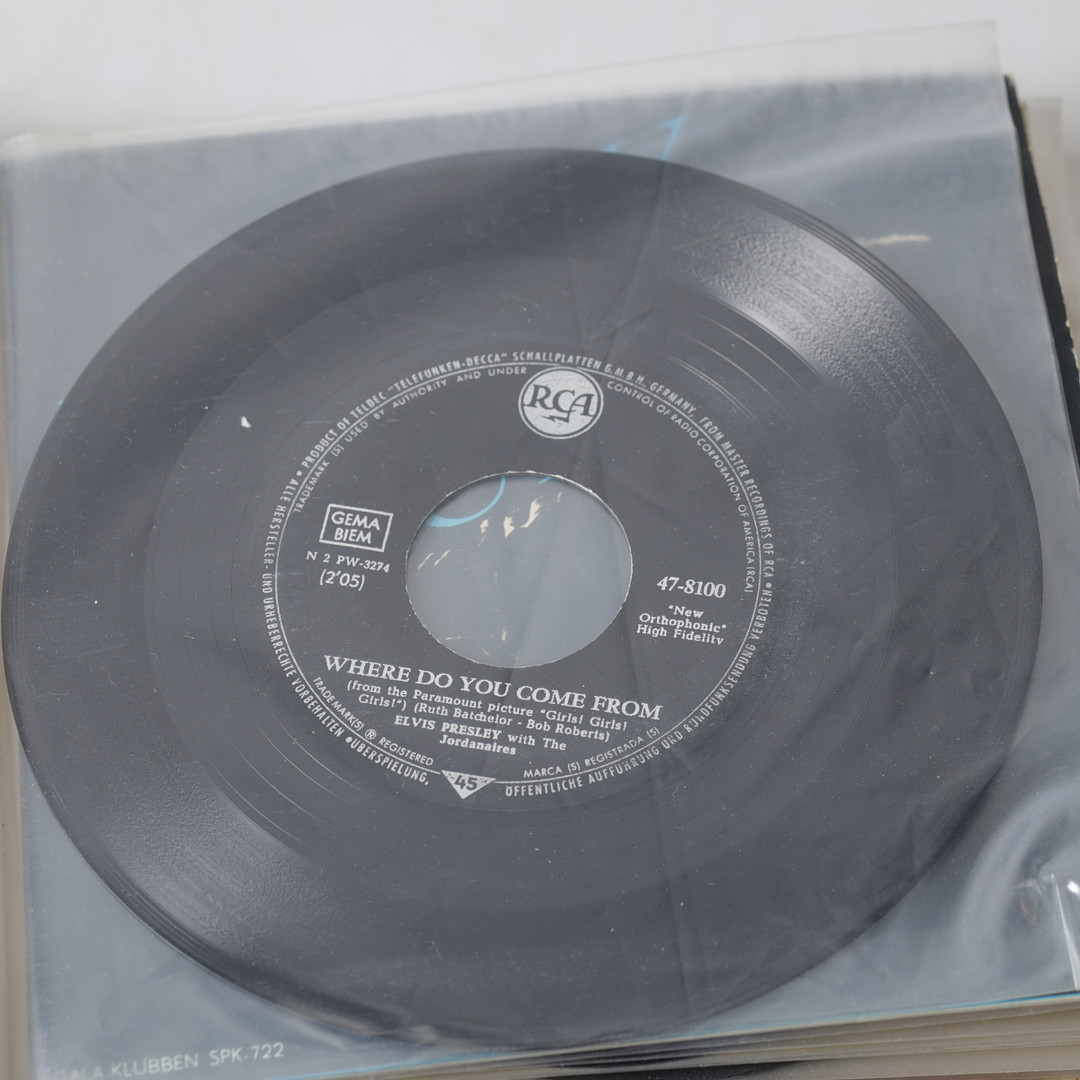 • PRODUCT OF TELDEC "TELEFUNKEN-DECCA" SCHALLPLATTEN G.M.B.H. GERMANY, FROM MASTER RECORDINGS OF RCA •
TRADEMARK (S) USED BY AUTHORITY AND UNDER CONTROL OF RADIO CORPORATION OF AMERICA (RCA)
RCA
GEMA
BIEM
N 2 PW-3274
(2'05)
47-8100
"New
Orthophonic"
High Fidelity
WHERE DO YOU COME FROM
(from the Paramount picture "Girls! Girls!
Girls!") (Ruth Batchelor - Bob Roberts)
ELVIS PRESLEY with The
Jordanaires
TRADEMARK(S) ® REGISTERED
MARCA (S) REGISTRADA (S)
45
ALLE HERSTELLER- UND URHEBERRECHTE VORBEHALTEN • ÜBERSPIELUNG, ÖFFENTLICHE AUFFÜHRUNG UND RUNDFUNKSENDUNG VERBOTEN
KLUBBEN SPK-722